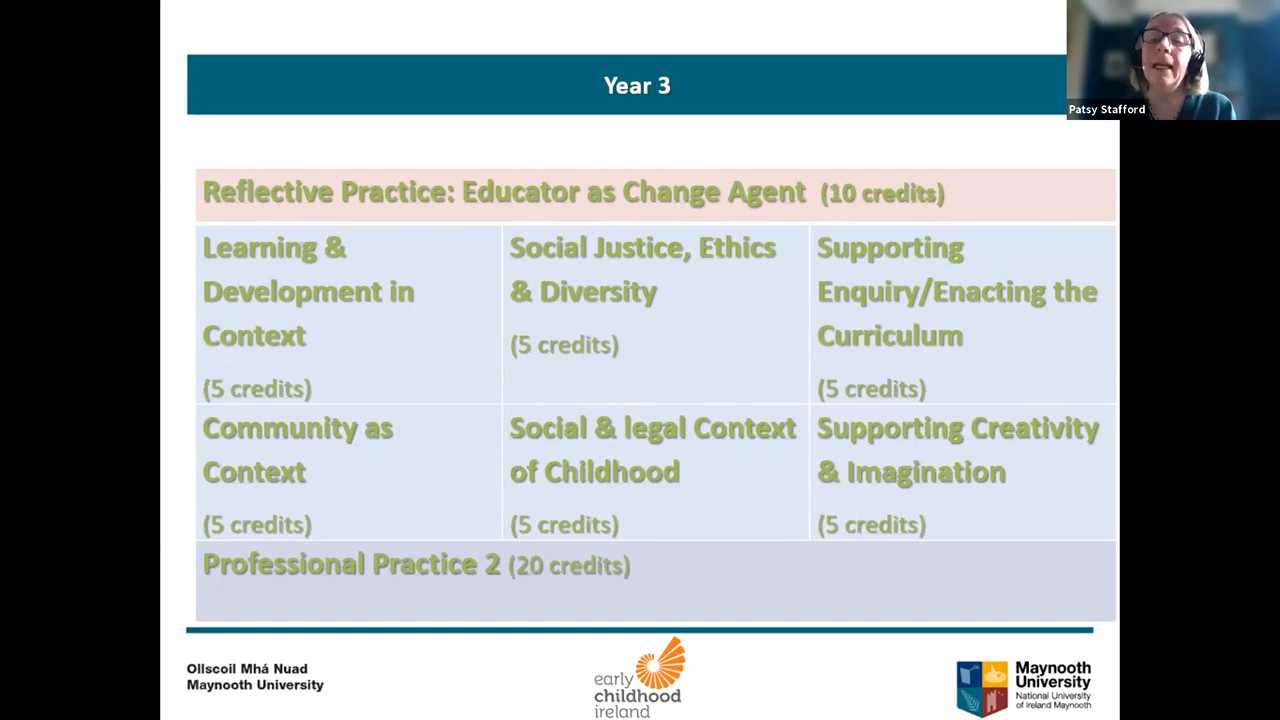 Year 3
Patsy Stafford
Reflective Practice: Educator as Change Agent (10 credits)
Learning &
Development in
Context
(5 credits)
Social Justice, Ethics
& Diversity
(5 credits)
Supporting
Enquiry/Enacting the
Curriculum
(5 credits)
Community as
Context
(5 credits)
Social & legal Context
of Childhood
(5 credits)
Supporting Creativity
& Imagination
(5 credits)
Professional Practice 2 (20 credits)
Ollscoil Mhá Nuad
Maynooth University
early
childhood
ireland
Maynooth
University
National University
of Ireland Maynooth